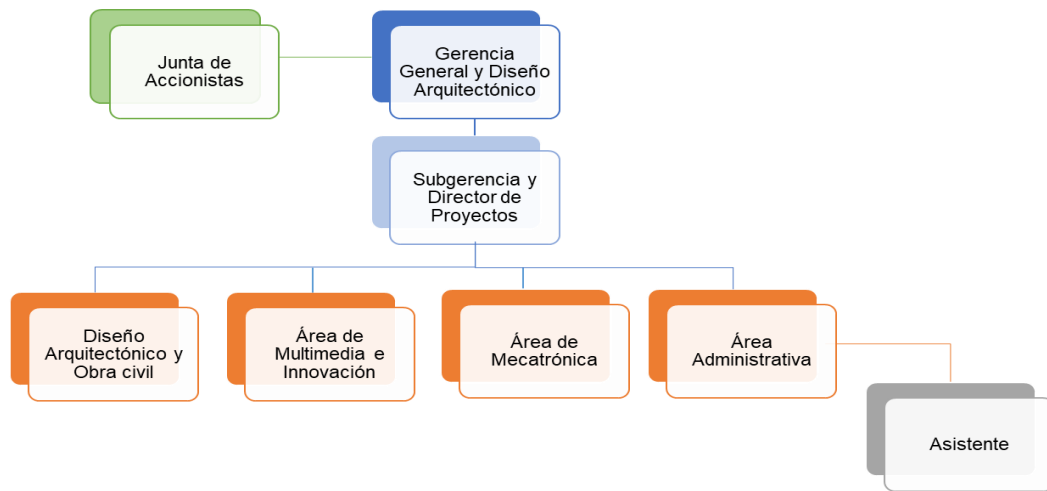 Junta de
Accionistas
Gerencia
General y Diseño
Arquitectónico
Subgerencia y
Director de
Proyectos
Diseño
Arquitectónico y
Obra civil
Área de
Multimedia e
Innovación
Área de
Mecatrónica
Área
Administrativa
Asistente